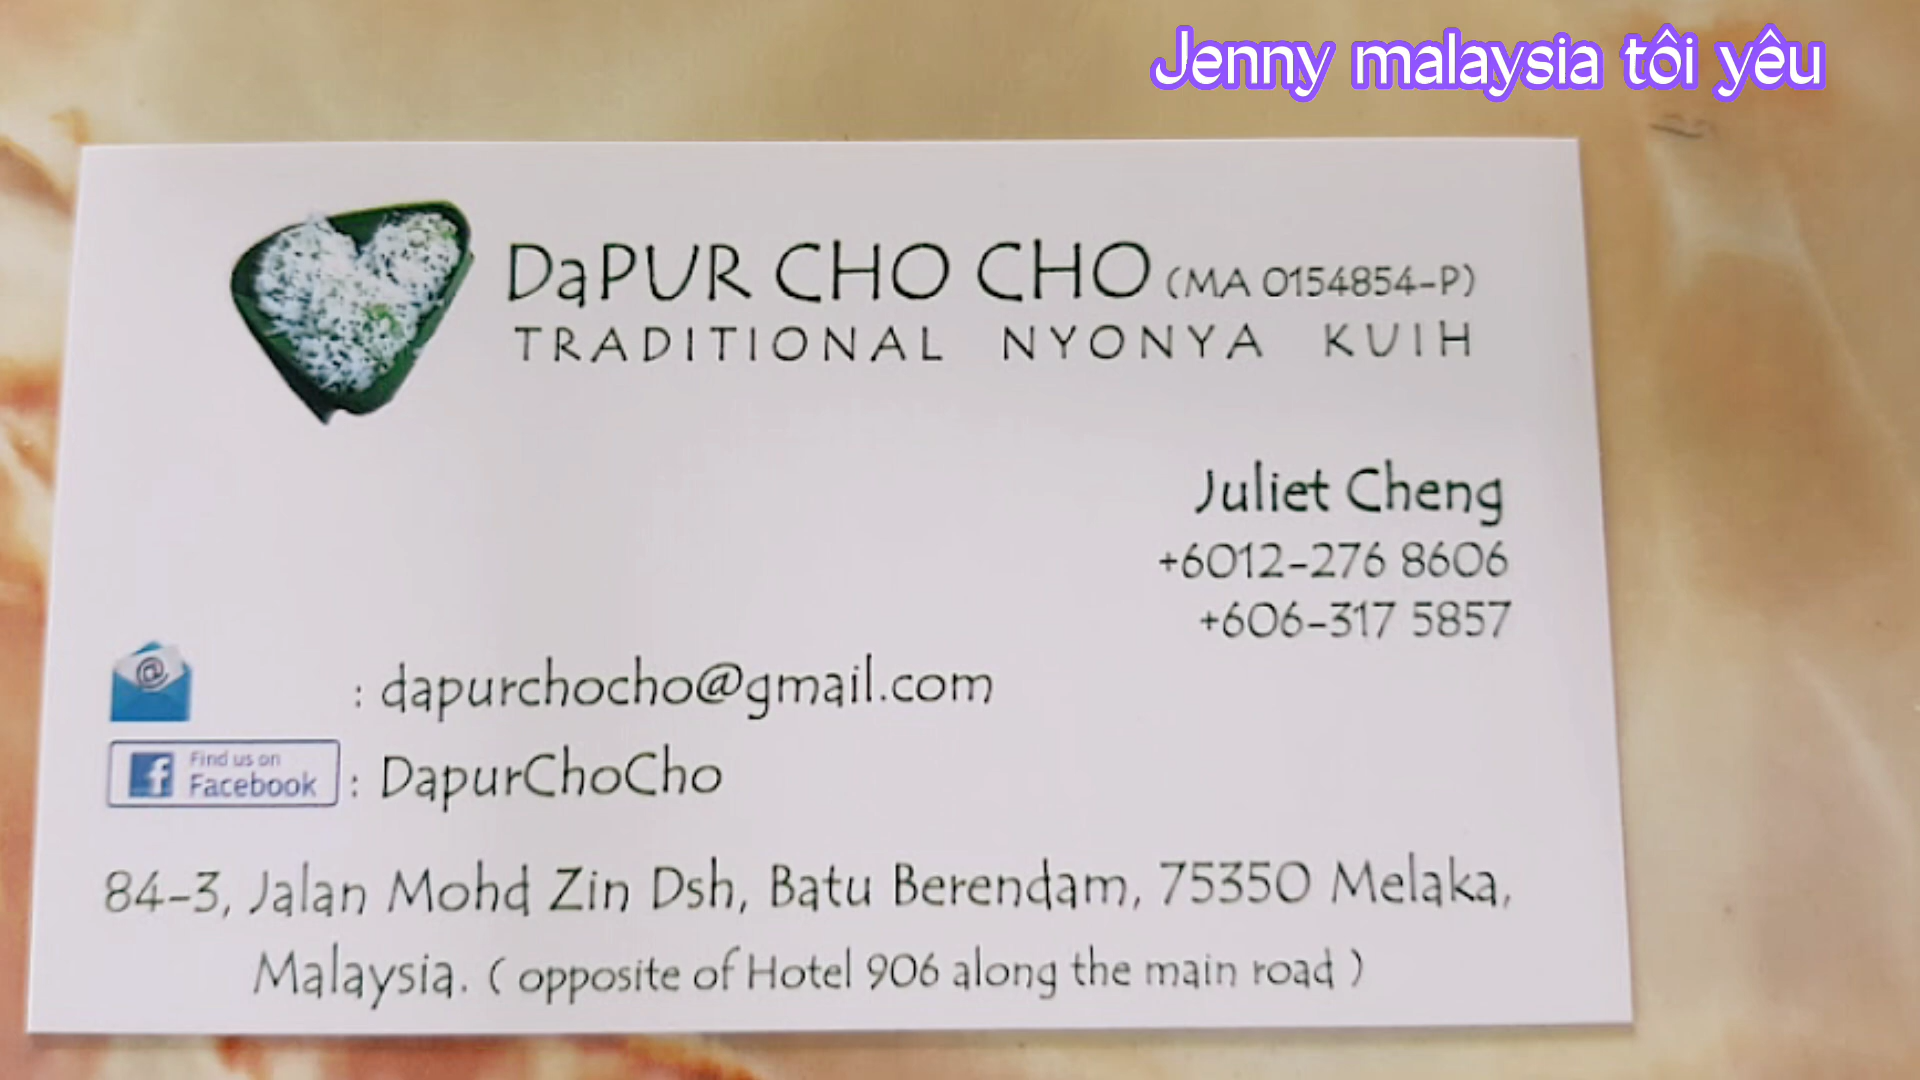 Jenny malaysia tôi yêu
DaPUR CHO CHO (MA 0154854-P)
TRADITIONAL NYONYA KUIH
Juliet Cheng
+6012-276 8606
+606-317 5857
@ : dapurchocho@gmail.com
f Find us on Facebook : DapurChoCho
84-3, Jalan Mohd Zin Dsh, Batu Berendam, 75350 Melaka,
Malaysia. ( opposite of Hotel 906 along the main road )